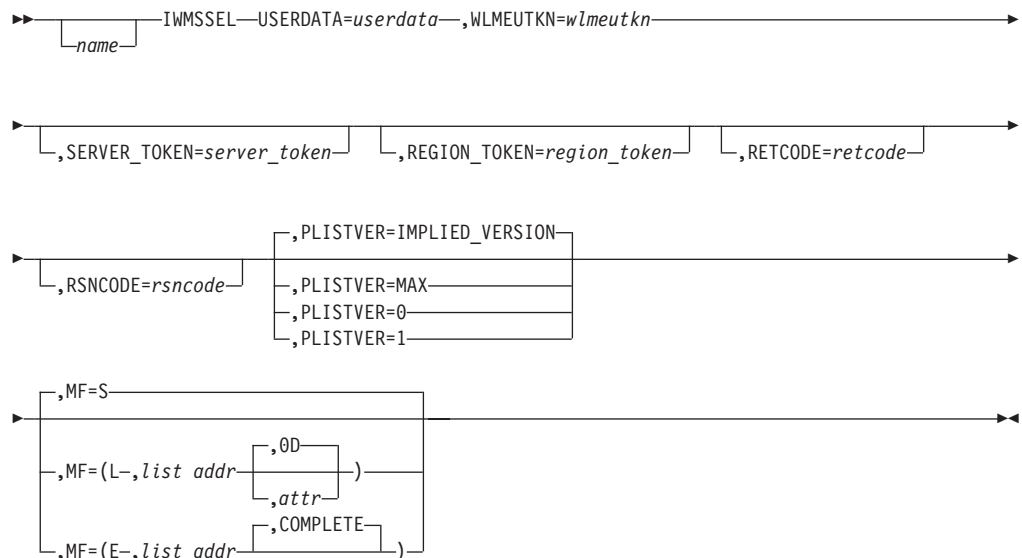 IWMSSEL USERDATA=userdata ,WLMEUTKN=wlmeutkn
name
,SERVER_TOKEN=server_token ,REGION_TOKEN=region_token ,RETCODE=retcode
,PLISTVER=IMPLIED_VERSION
,RSNCODE=rsncode ,PLISTVER=MAX
,PLISTVER=0
,PLISTVER=1
,MF=S
,0D
,MF=(L ,list addr )
,attr
,COMPLETE
,MF=(E ,list addr )